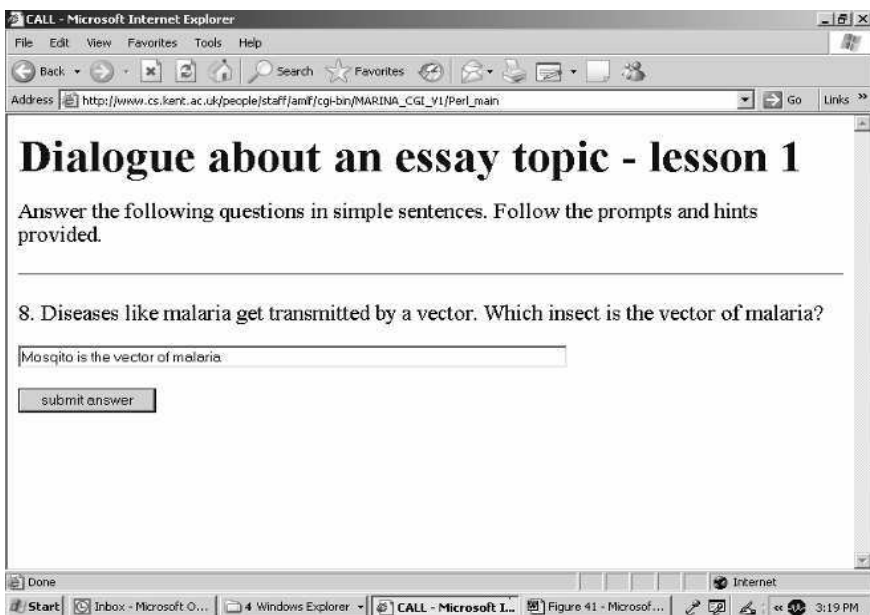 CALL - Microsoft Internet Explorer
File Edit View Favorites Tools Help
Back Search Favorites
Address http://www.cs.kent.ac.uk/people/staff/amf/cgi-bin/MARINA_CGI_V1/Perl_main Go Links »
Dialogue about an essay topic - lesson 1
Answer the following questions in simple sentences. Follow the prompts and hints
provided.
8. Diseases like malaria get transmitted by a vector. Which insect is the vector of malaria?
Mosqito is the vector of malaria
submit answer
Done Internet
Start Inbox - Microsoft O... 4 Windows Explorer CALL - Microsoft I... Figure 41 - Microsof... « 3:19 PM